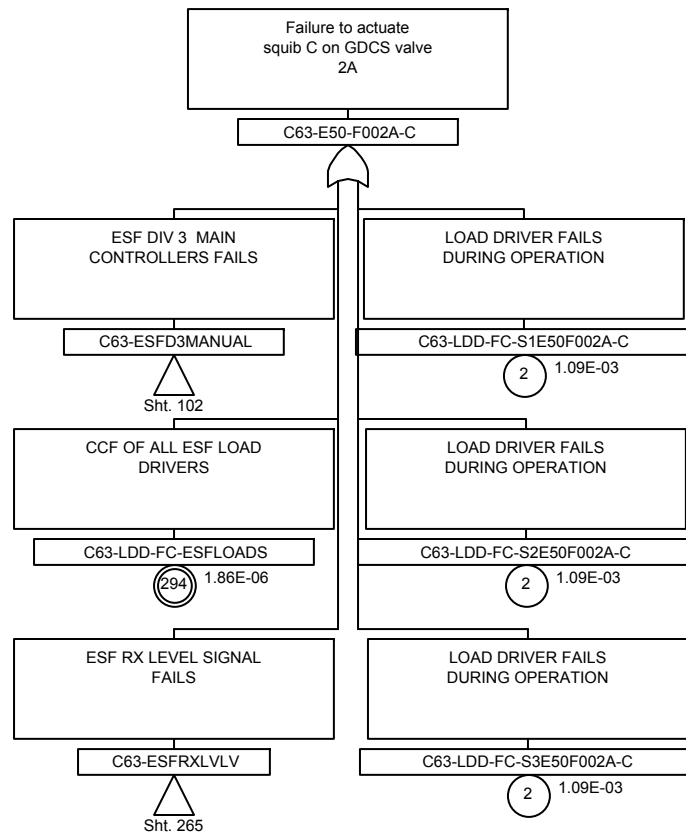 Failure to actuate
squib C on GDCS valve
2A
C63-E50-F002A-C
ESF DIV 3 MAIN
CONTROLLERS FAILS
C63-ESFD3MANUAL
Sht. 102
LOAD DRIVER FAILS
DURING OPERATION
C63-LDD-FC-S1E50F002A-C
2
1.09E-03
CCF OF ALL ESF LOAD
DRIVERS
C63-LDD-FC-ESFLOADS
294
1.86E-06
LOAD DRIVER FAILS
DURING OPERATION
C63-LDD-FC-S2E50F002A-C
2
1.09E-03
ESF RX LEVEL SIGNAL
FAILS
C63-ESFRXLVLV
Sht. 265
LOAD DRIVER FAILS
DURING OPERATION
C63-LDD-FC-S3E50F002A-C
2
1.09E-03